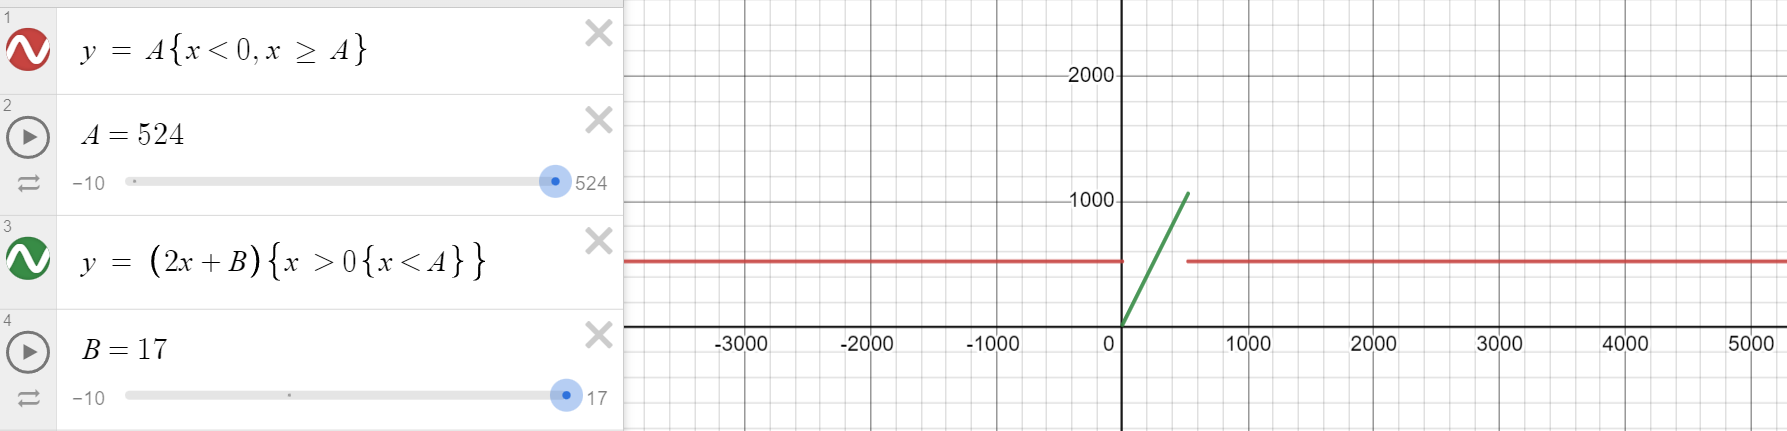 1
y = A{x < 0, x ≥ A}
2
A = 524
−10 524
3
y = (2x + B){x > 0{x < A}}
4
B = 17
−10 17
2000
1000
-3000 -2000 -1000 0 1000 2000 3000 4000 5000